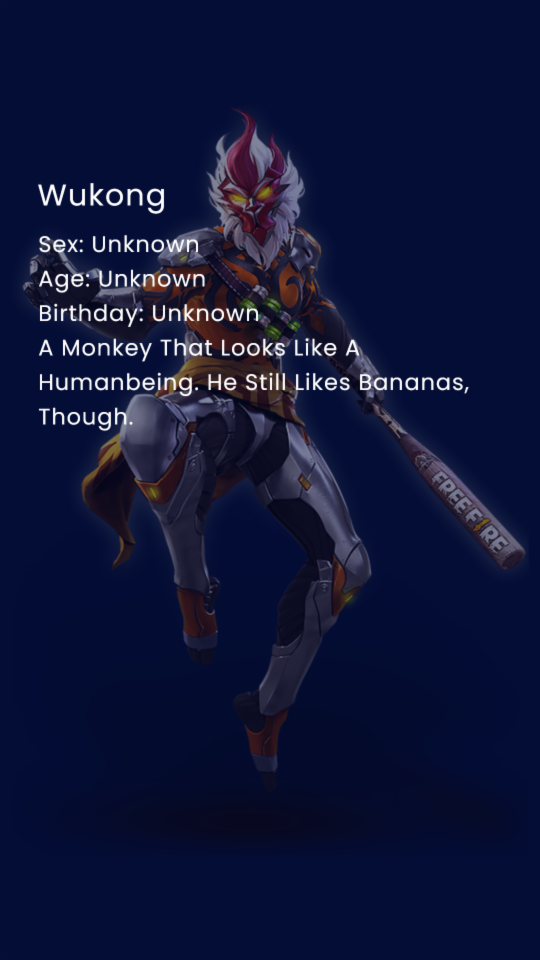 Wukong
Sex: Unknown
Age: Unknown
Birthday: Unknown
A Monkey That Looks Like A
Humanbeing. He Still Likes Bananas,
Though.
FREE FIRE